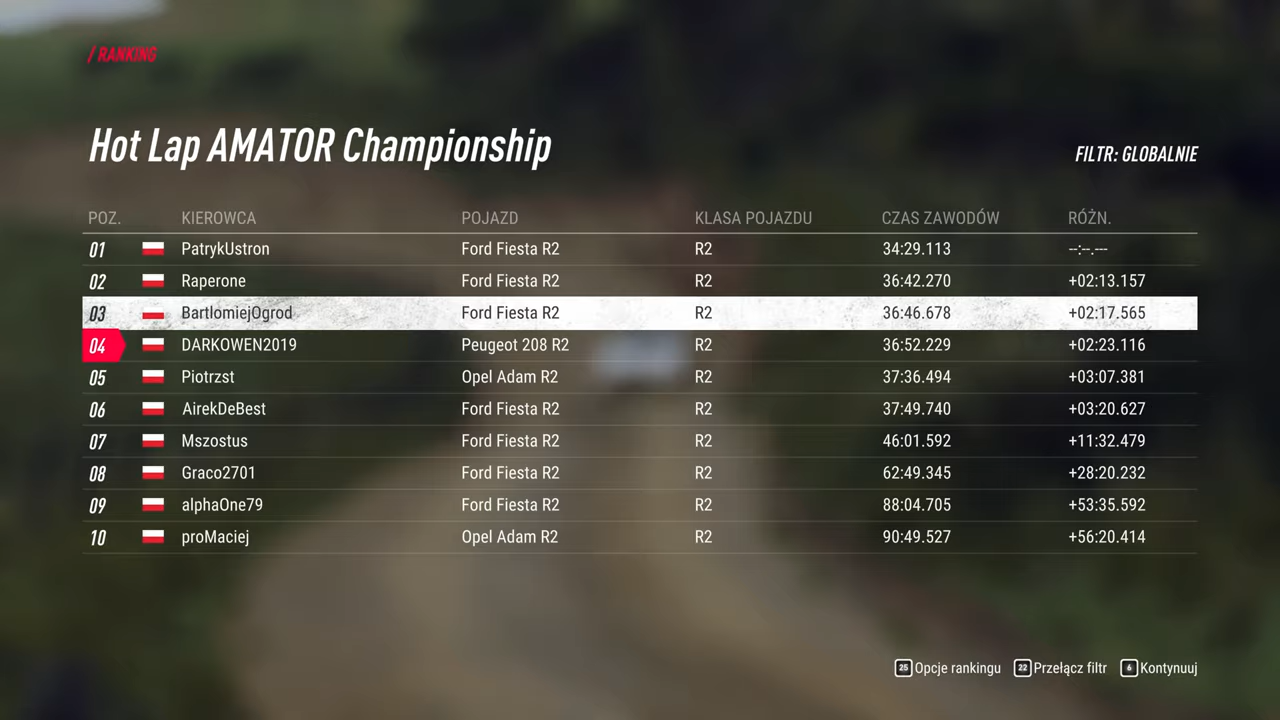 / RANKING
Hot Lap AMATOR Championship
FILTR: GLOBALNIE
POZ. KIEROWCA POJAZD KLASA POJAZDU CZAS ZAWODÓW RÓŻN.
01 PatrykUstron Ford Fiesta R2 R2 34:29.113 --:--.---
02 Raperone Ford Fiesta R2 R2 36:42.270 +02:13.157
03 BartlomiejOgrod Ford Fiesta R2 R2 36:46.678 +02:17.565
04 DARKOWEN2019 Peugeot 208 R2 R2 36:52.229 +02:23.116
05 Piotrzst Opel Adam R2 R2 37:36.494 +03:07.381
06 AirekDeBest Ford Fiesta R2 R2 37:49.740 +03:20.627
07 Mszostus Ford Fiesta R2 R2 46:01.592 +11:32.479
08 Graco2701 Ford Fiesta R2 R2 62:49.345 +28:20.232
09 alphaOne79 Ford Fiesta R2 R2 88:04.705 +53:35.592
10 proMaciej Opel Adam R2 R2 90:49.527 +56:20.414
25 Opcje rankingu 22 Przełącz filtr 6 Kontynuuj